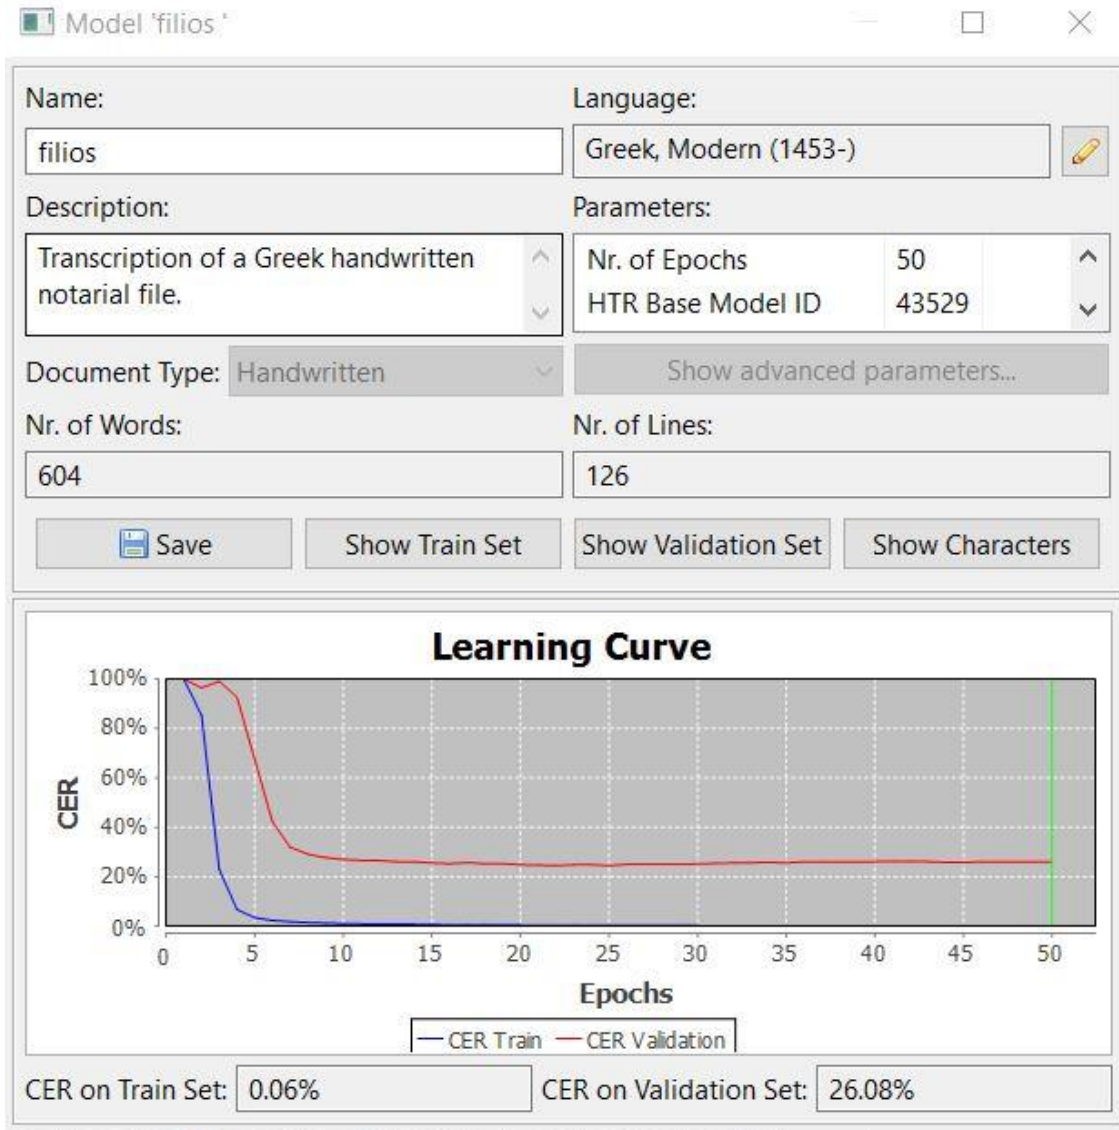 Model 'filios '
Name:
Language:
filios
Greek, Modern (1453-)
Description:
Parameters:
Transcription of a Greek handwritten
notarial file.
Nr. of Epochs 50
HTR Base Model ID 43529
Document Type: Handwritten
Show advanced parameters...
Nr. of Words:
Nr. of Lines:
604
126
Save
Show Train Set
Show Validation Set
Show Characters
Learning Curve
100%
80%
60%
40%
20%
0%
CER
0 5 10 15 20 25 30 35 40 45 50
Epochs
CER Train CER Validation
CER on Train Set: 0.06% CER on Validation Set: 26.08%